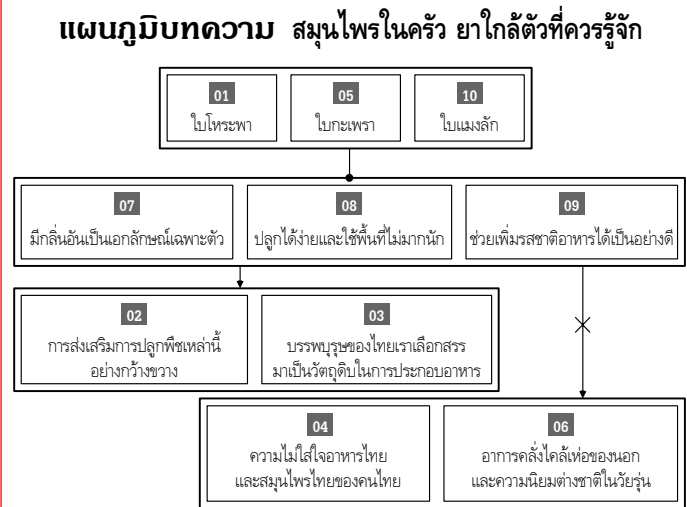 แผนภูมิบทความ สมุนไพรในครัว ยาใกล้ตัวที่ควรรู้จัก
01
ใบโหระพา
05
ใบกะเพรา
10
ใบแมงลัก
07
มีกลิ่นอันเป็นเอกลักษณ์เฉพาะตัว
08
ปลูกได้ง่ายและใช้พื้นที่ไม่มากนัก
09
ช่วยเพิ่มรสชาติอาหารได้เป็นอย่างดี
02
การส่งเสริมการปลูกพืชเหล่านี้
อย่างกว้างขวาง
03
บรรพบุรุษของไทยเราเลือกสรร
มาเป็นวัตถุดิบในการประกอบอาหาร
04
ความไม่ใส่ใจอาหารไทย
และสมุนไพรไทยของคนไทย
06
อาการคลั่งไคล้เห่อของนอก
และความนิยมต่างชาติในวัยรุ่น